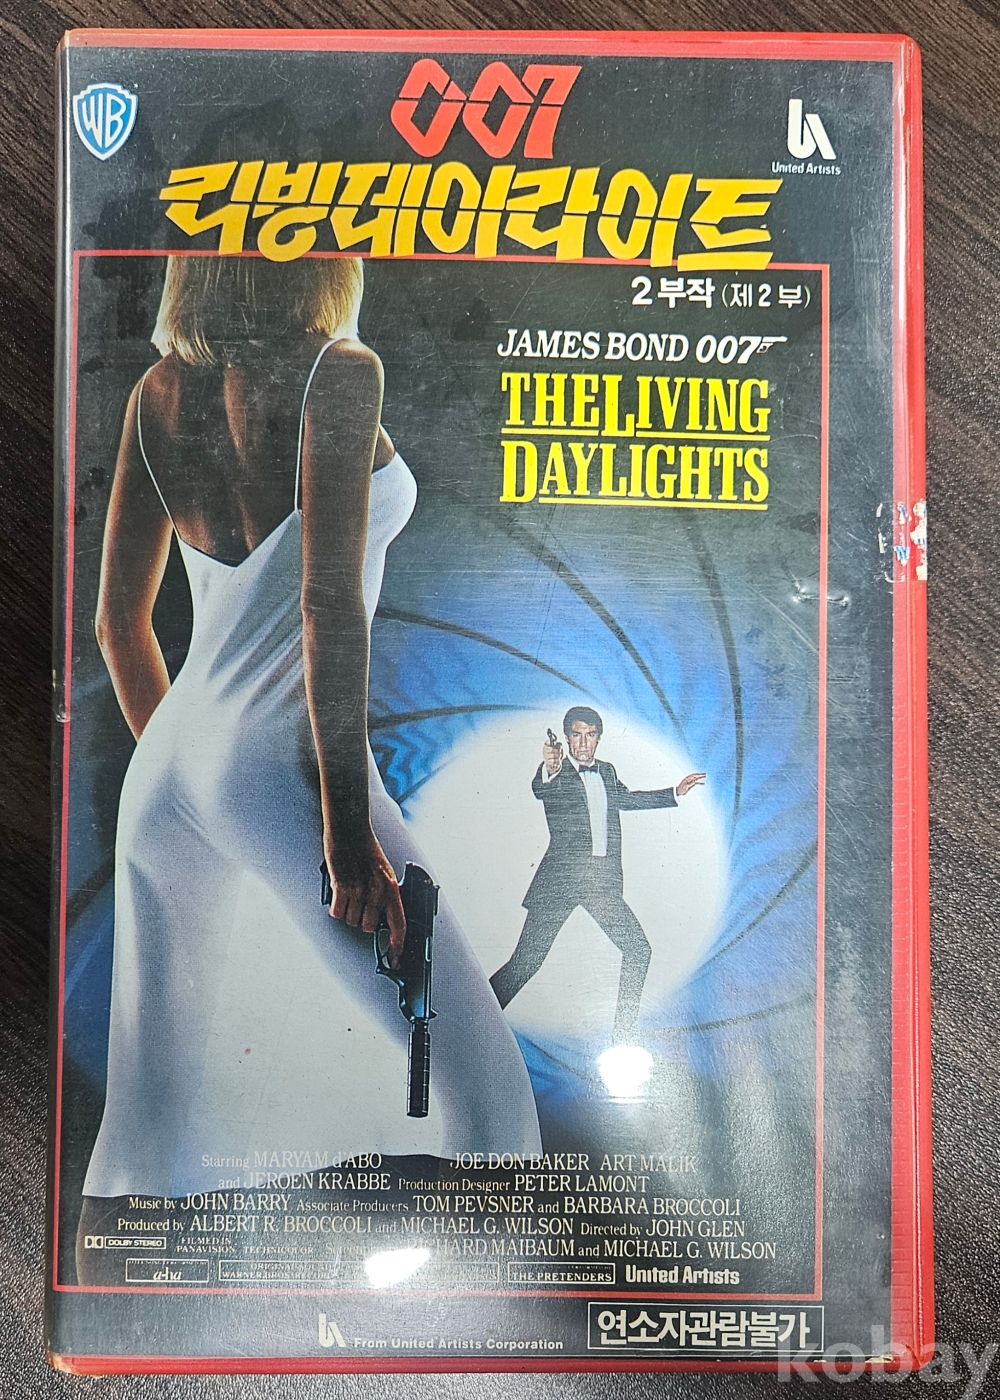 WB
007
United Artists
리빙데이라이트
2부작 (제2부)
JAMES BOND 007
THE LIVING
DAYLIGHTS
Starring MARYAM d'ABO JOE DON BAKER ART MALIK
and JEROEN KRABBE Production Designer PETER LAMONT
Music by JOHN BARRY Associate Producers TOM PEVSNER and BARBARA BROCCOLI
Produced by ALBERT R. BROCCOLI and MICHAEL G. WILSON Directed by JOHN GLEN
DOLBY STEREO FILMED IN PANAVISION TECHNICOLOR RICHARD MAIBAUM and MICHAEL G. WILSON
a-ha THE PRETENDERS United Artists
From United Artists Corporation
연소자관람불가
kobay